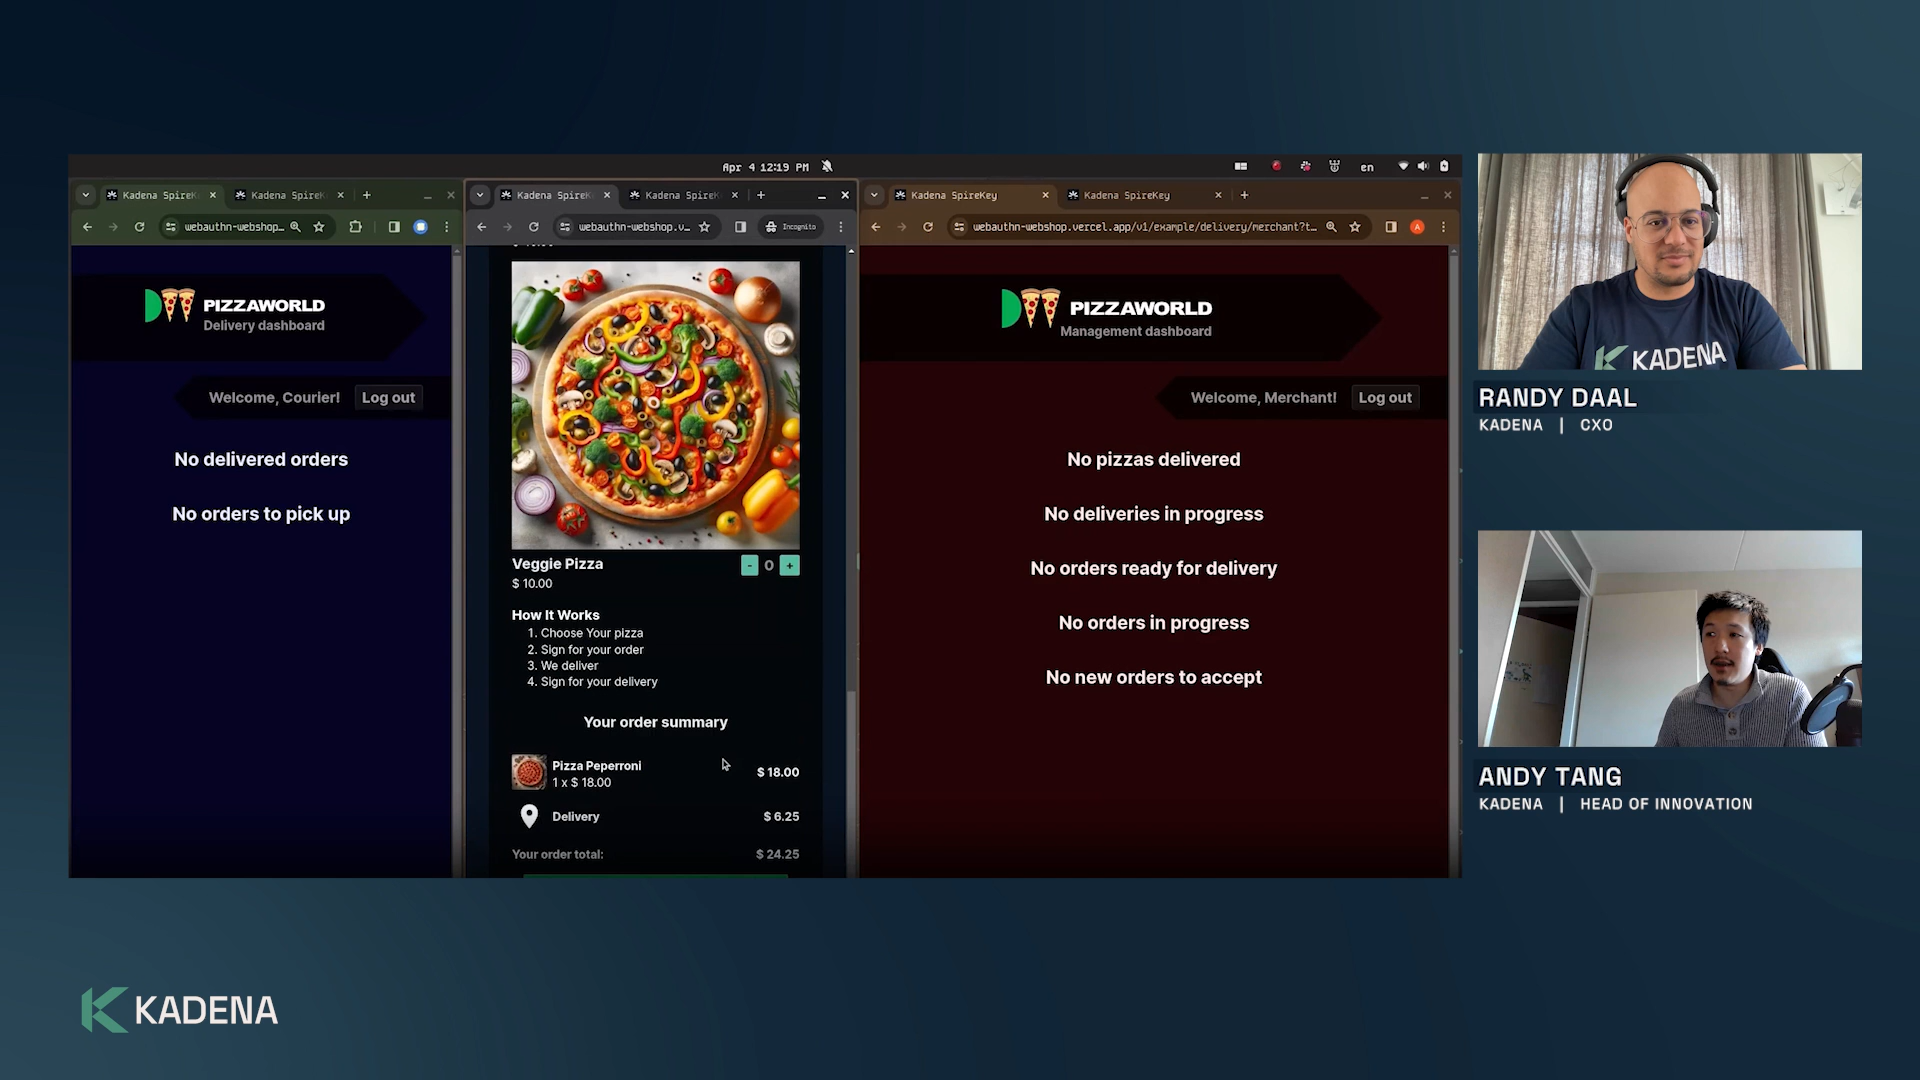 Apr 4 12:19 PM
en
Kadena SpireK
Kadena SpireK
webauthn-webshop…
PIZZAWORLD
Delivery dashboard
Welcome, Courier!
Log out
No delivered orders
No orders to pick up
Kadena SpireK
Kadena SpireK
webauthn-webshop.v…
Incognito
Veggie Pizza
- 0 +
$ 10.00
How It Works
1. Choose Your pizza
2. Sign for your order
3. We deliver
4. Sign for your delivery
Your order summary
Pizza Peperroni
1 x $ 18.00
$ 18.00
Delivery
$ 6.25
Your order total:
$ 24.25
Kadena SpireKey
Kadena SpireKey
webauthn-webshop.vercel.app/v1/example/delivery/merchant?t…
A
PIZZAWORLD
Management dashboard
Welcome, Merchant!
Log out
No pizzas delivered
No deliveries in progress
No orders ready for delivery
No orders in progress
No new orders to accept
KADENA
RANDY DAAL
KADENA | CXO
ANDY TANG
KADENA | HEAD OF INNOVATION
KADENA